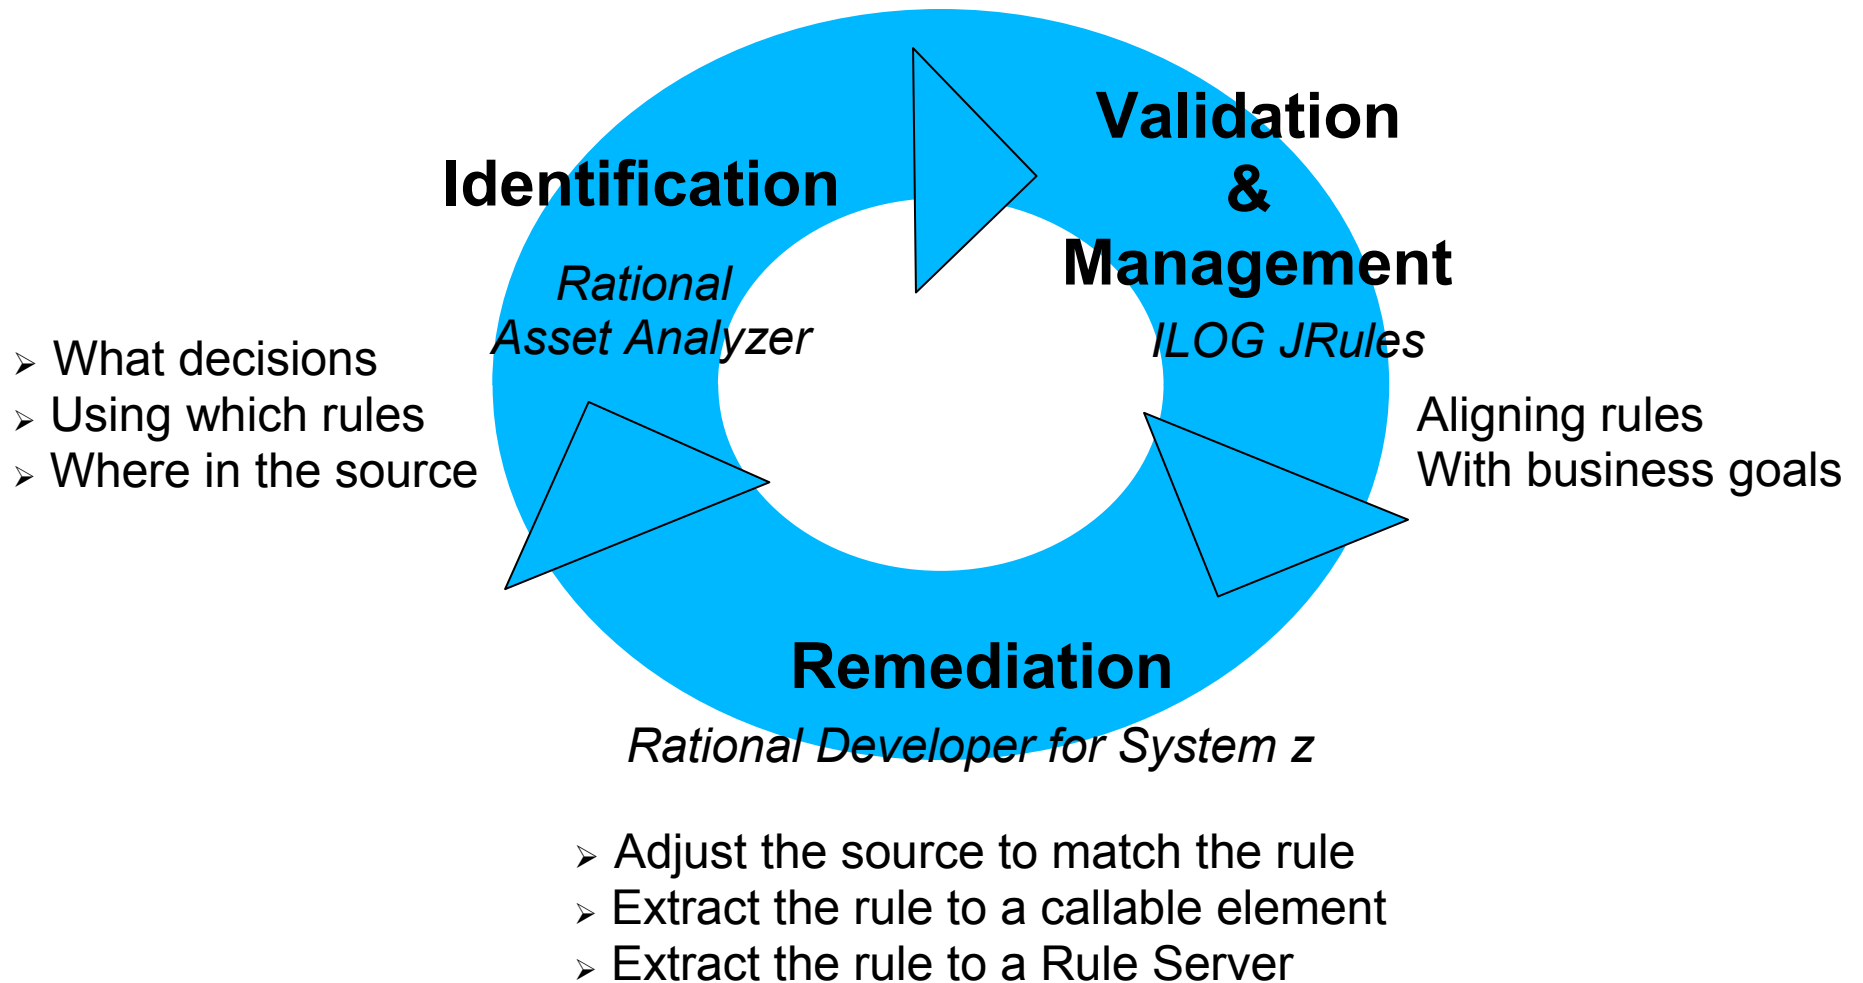 Identification
Rational
Asset Analyzer
➢ What decisions
➢ Using which rules
➢ Where in the source
Validation
&
Management
ILOG JRules
Aligning rules
With business goals
Remediation
Rational Developer for System z
➢ Adjust the source to match the rule
➢ Extract the rule to a callable element
➢ Extract the rule to a Rule Server